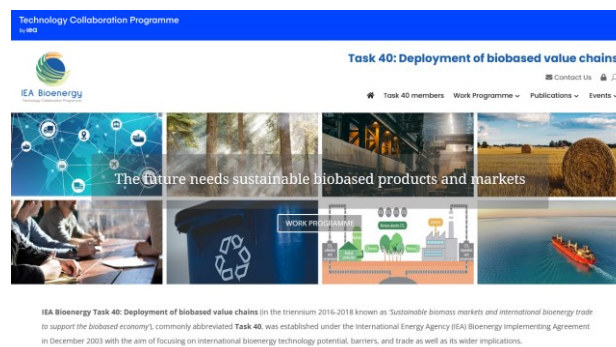 Technology Collaboration Programme
by iea
Task 40: Deployment of biobased value chains
Contact Us
IEA Bioenergy
Technology Collaboration Programme
Task 40 members Work Programme Publications Events
The future needs sustainable biobased products and markets
WORK PROGRAMME
IEA Bioenergy Task 40: Deployment of biobased value chains (in the triennium 2016-2018 known as 'Sustainable biomass markets and international bioenergy trade
to support the biobased economy'), commonly abbreviated Task 40, was established under the International Energy Agency (IEA) Bioenergy Implementing Agreement
in December 2003 with the aim of focusing on international bioenergy technology potential, barriers, and trade as well as its wider implications.